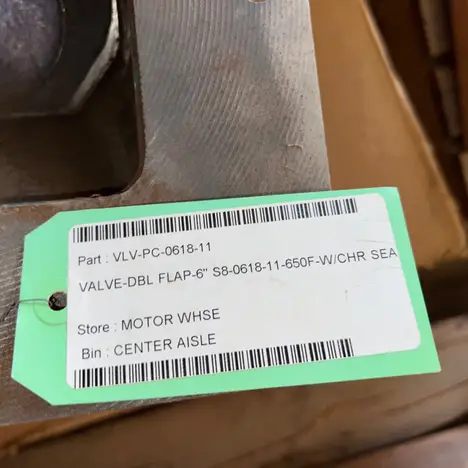 Part : VLV-PC-0618-11
VALVE-DBL FLAP-6" S8-0618-11-650F-W/CHR SEA
Store : MOTOR WHSE
Bin : CENTER AISLE